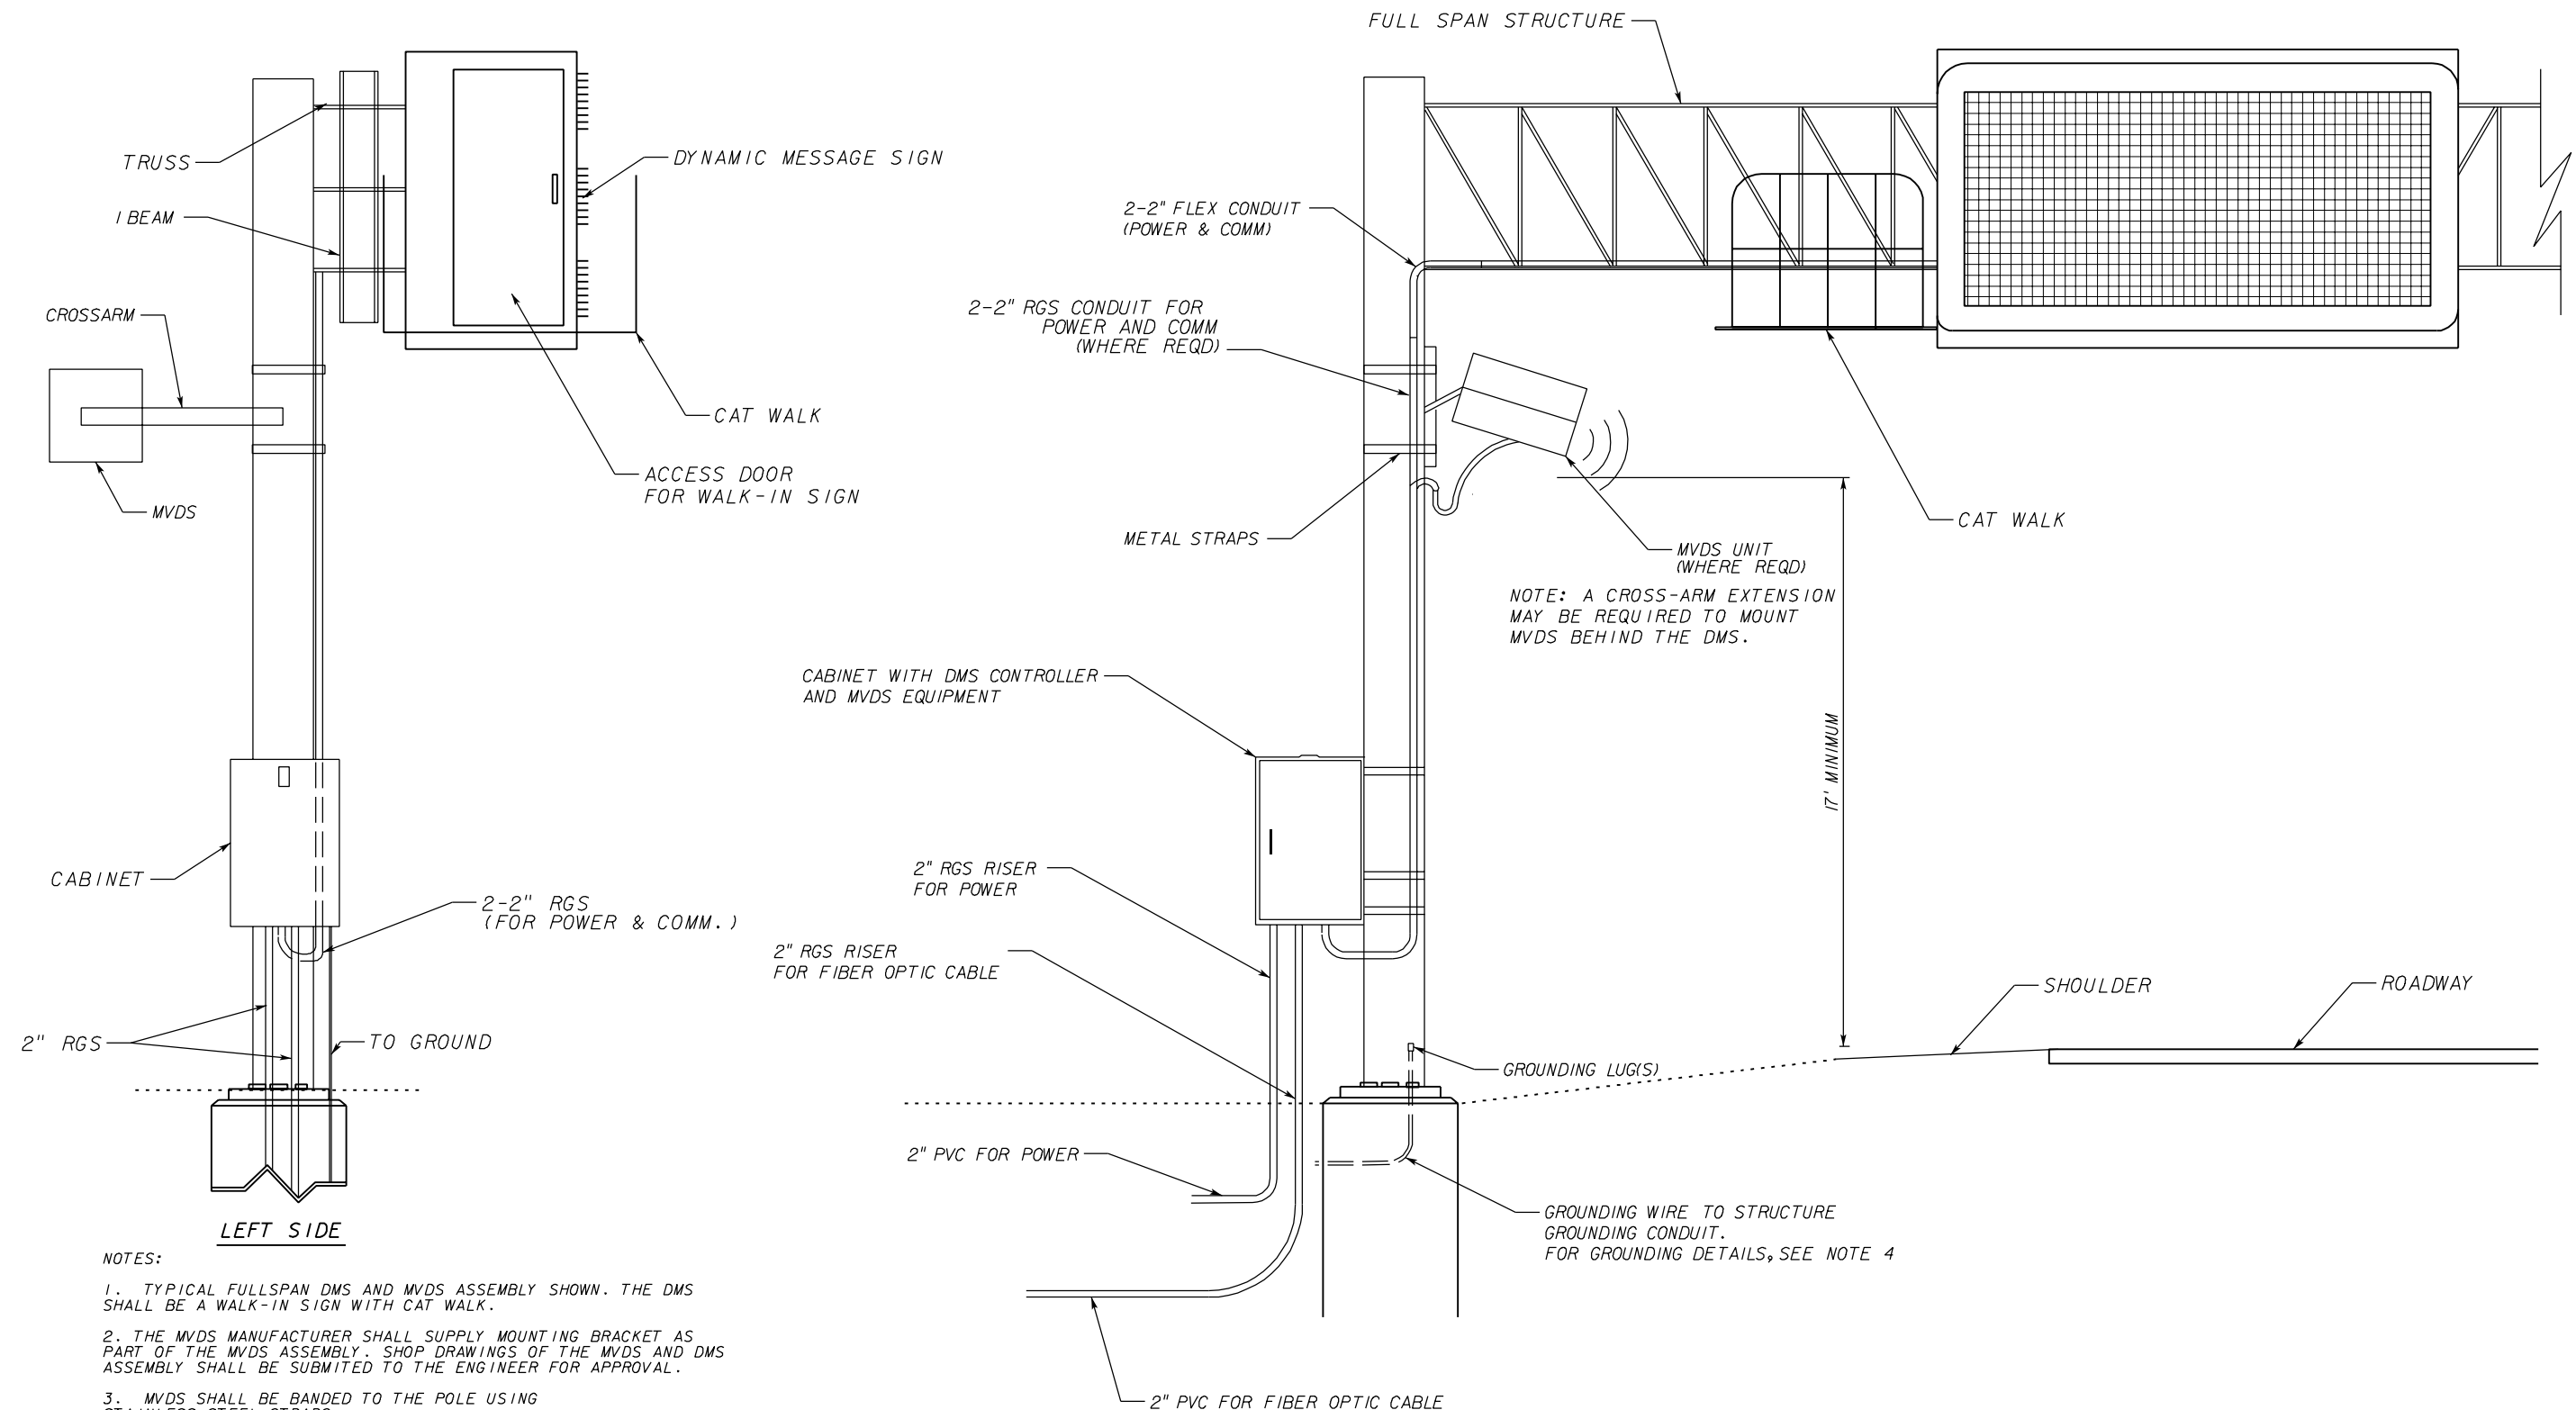 FULL SPAN STRUCTURE
TRUSS
DYNAMIC MESSAGE SIGN
I BEAM
2-2" FLEX CONDUIT
(POWER & COMM)
CROSSARM
2-2" RGS CONDUIT FOR
POWER AND COMM
(WHERE REQD)
CAT WALK
ACCESS DOOR
FOR WALK-IN SIGN
MVDS
METAL STRAPS
CAT WALK
MVDS UNIT
(WHERE REQD)
NOTE: A CROSS-ARM EXTENSION
MAY BE REQUIRED TO MOUNT
MVDS BEHIND THE DMS.
CABINET WITH DMS CONTROLLER
AND MVDS EQUIPMENT
17' MINIMUM
CABINET
2-2" RGS
(FOR POWER & COMM.)
2" RGS RISER
FOR POWER
2" RGS RISER
FOR FIBER OPTIC CABLE
SHOULDER
ROADWAY
2" RGS
TO GROUND
GROUNDING LUG(S)
2" PVC FOR POWER
GROUNDING WIRE TO STRUCTURE
GROUNDING CONDUIT.
FOR GROUNDING DETAILS, SEE NOTE 4
2" PVC FOR FIBER OPTIC CABLE
LEFT SIDE
NOTES:
1. TYPICAL FULLSPAN DMS AND MVDS ASSEMBLY SHOWN. THE DMS
SHALL BE A WALK-IN SIGN WITH CAT WALK.
2. THE MVDS MANUFACTURER SHALL SUPPLY MOUNTING BRACKET AS
PART OF THE MVDS ASSEMBLY. SHOP DRAWINGS OF THE MVDS AND DMS
ASSEMBLY SHALL BE SUBMITED TO THE ENGINEER FOR APPROVAL.
3. MVDS SHALL BE BANDED TO THE POLE USING